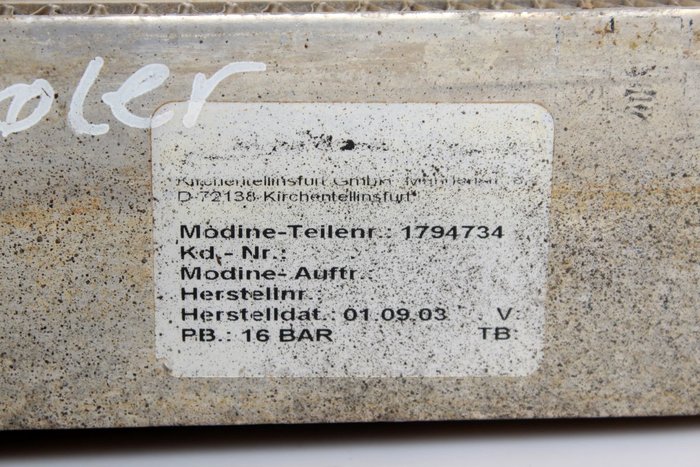 oler
Kirchentellinsfurt GmbH
D-72138 Kirchentellinsfurt
Modine-Teilenr.: 1794734
Kd.- Nr.:
Modine- Auftr.:
Herstellnr.:
Herstelldat.: 01.09.03 V
PB.: 16 BAR TB